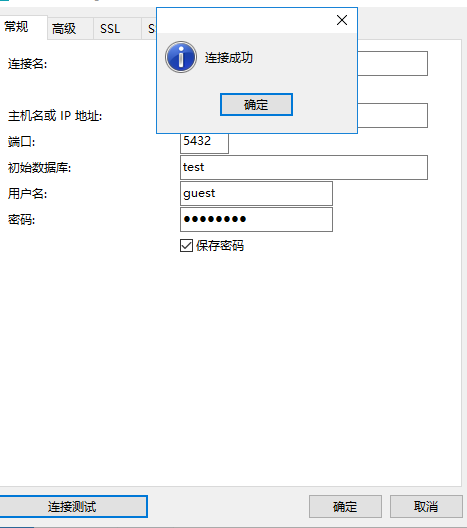 常规 高级 SSL
连接成功
确定
连接名:
主机名或 IP 地址:
端口: 5432
初始数据库: test
用户名: guest
密码: ●●●●●●●●
保存密码
连接测试 确定 取消